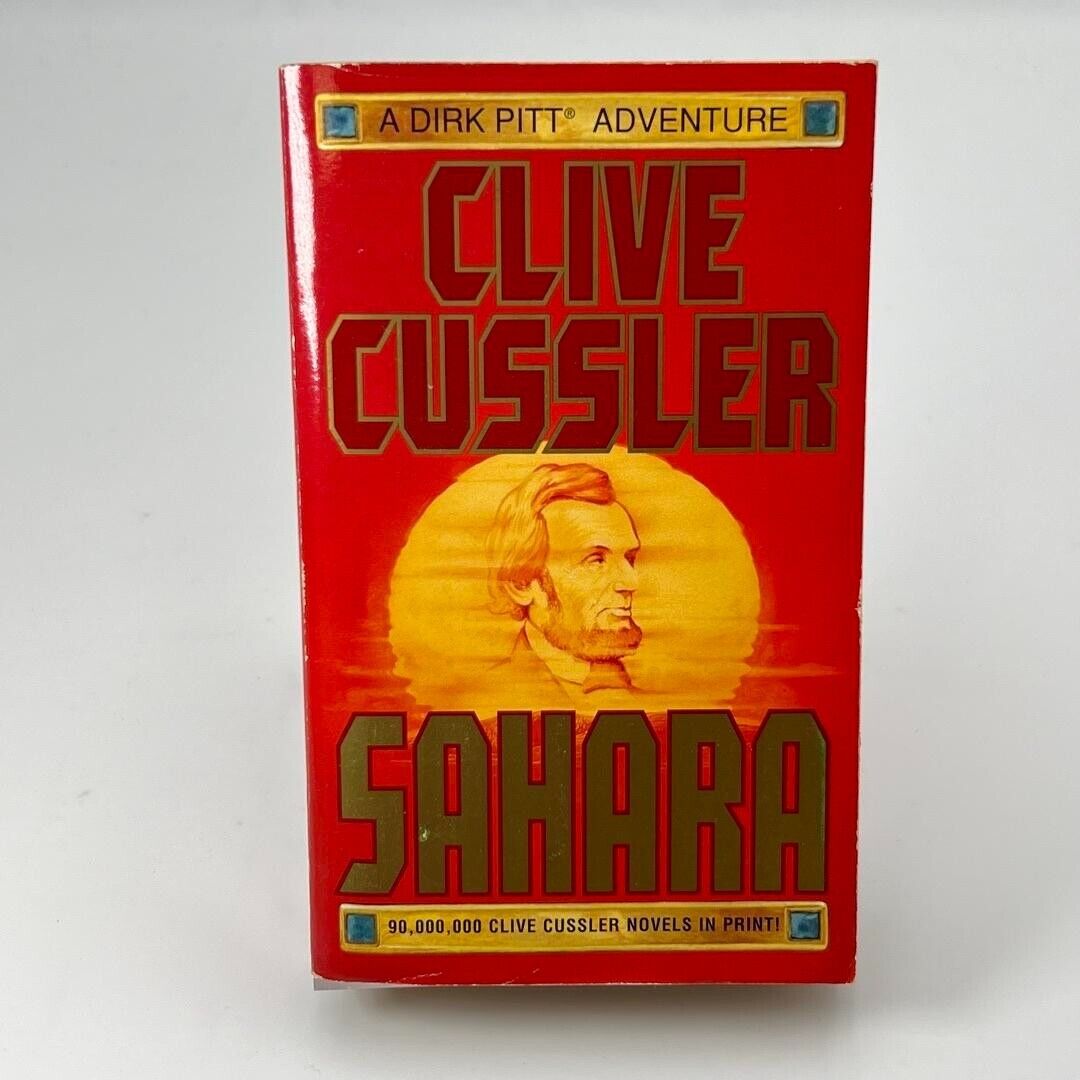 A DIRK PITT® ADVENTURE
CLIVE
CUSSLER
SAHARA
90,000,000 CLIVE CUSSLER NOVELS IN PRINT!